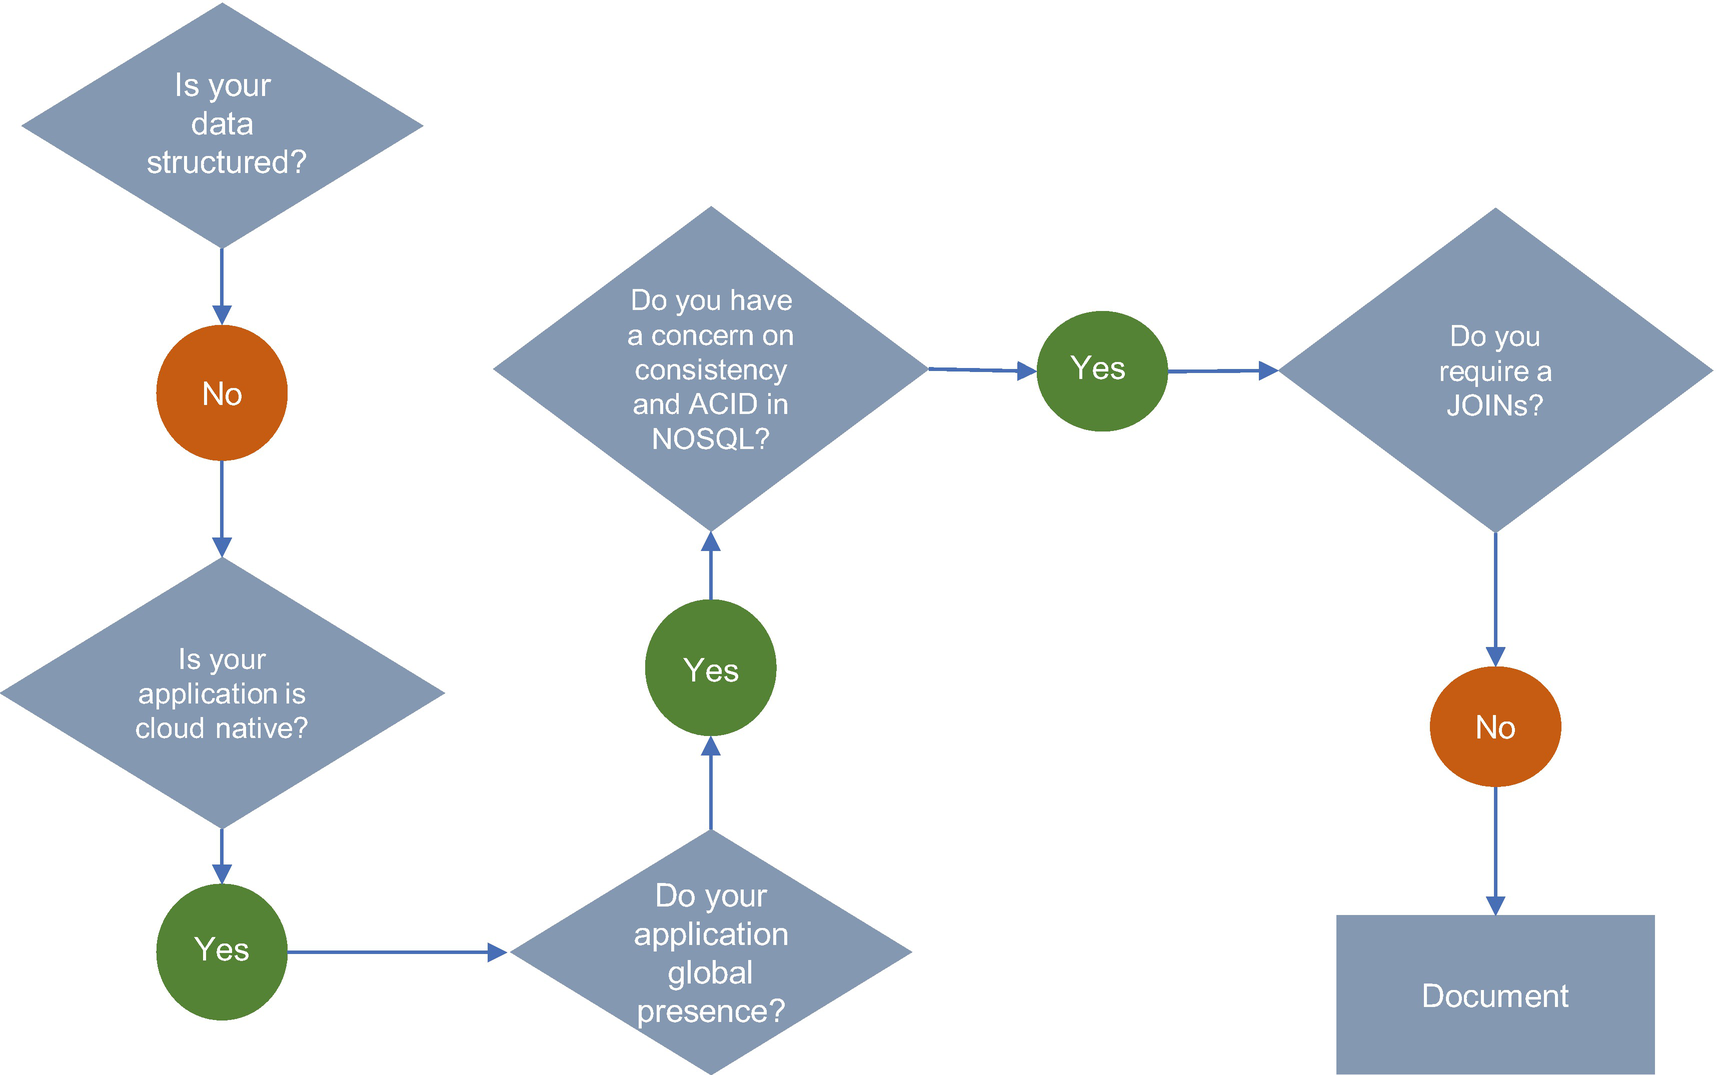 Is your
data
structured?
No
Is your
application is
cloud native?
Yes
Do your
application
global
presence?
Yes
Do you have
a concern on
consistency
and ACID in
NOSQL?
Yes
Do you
require a
JOINs?
No
Document